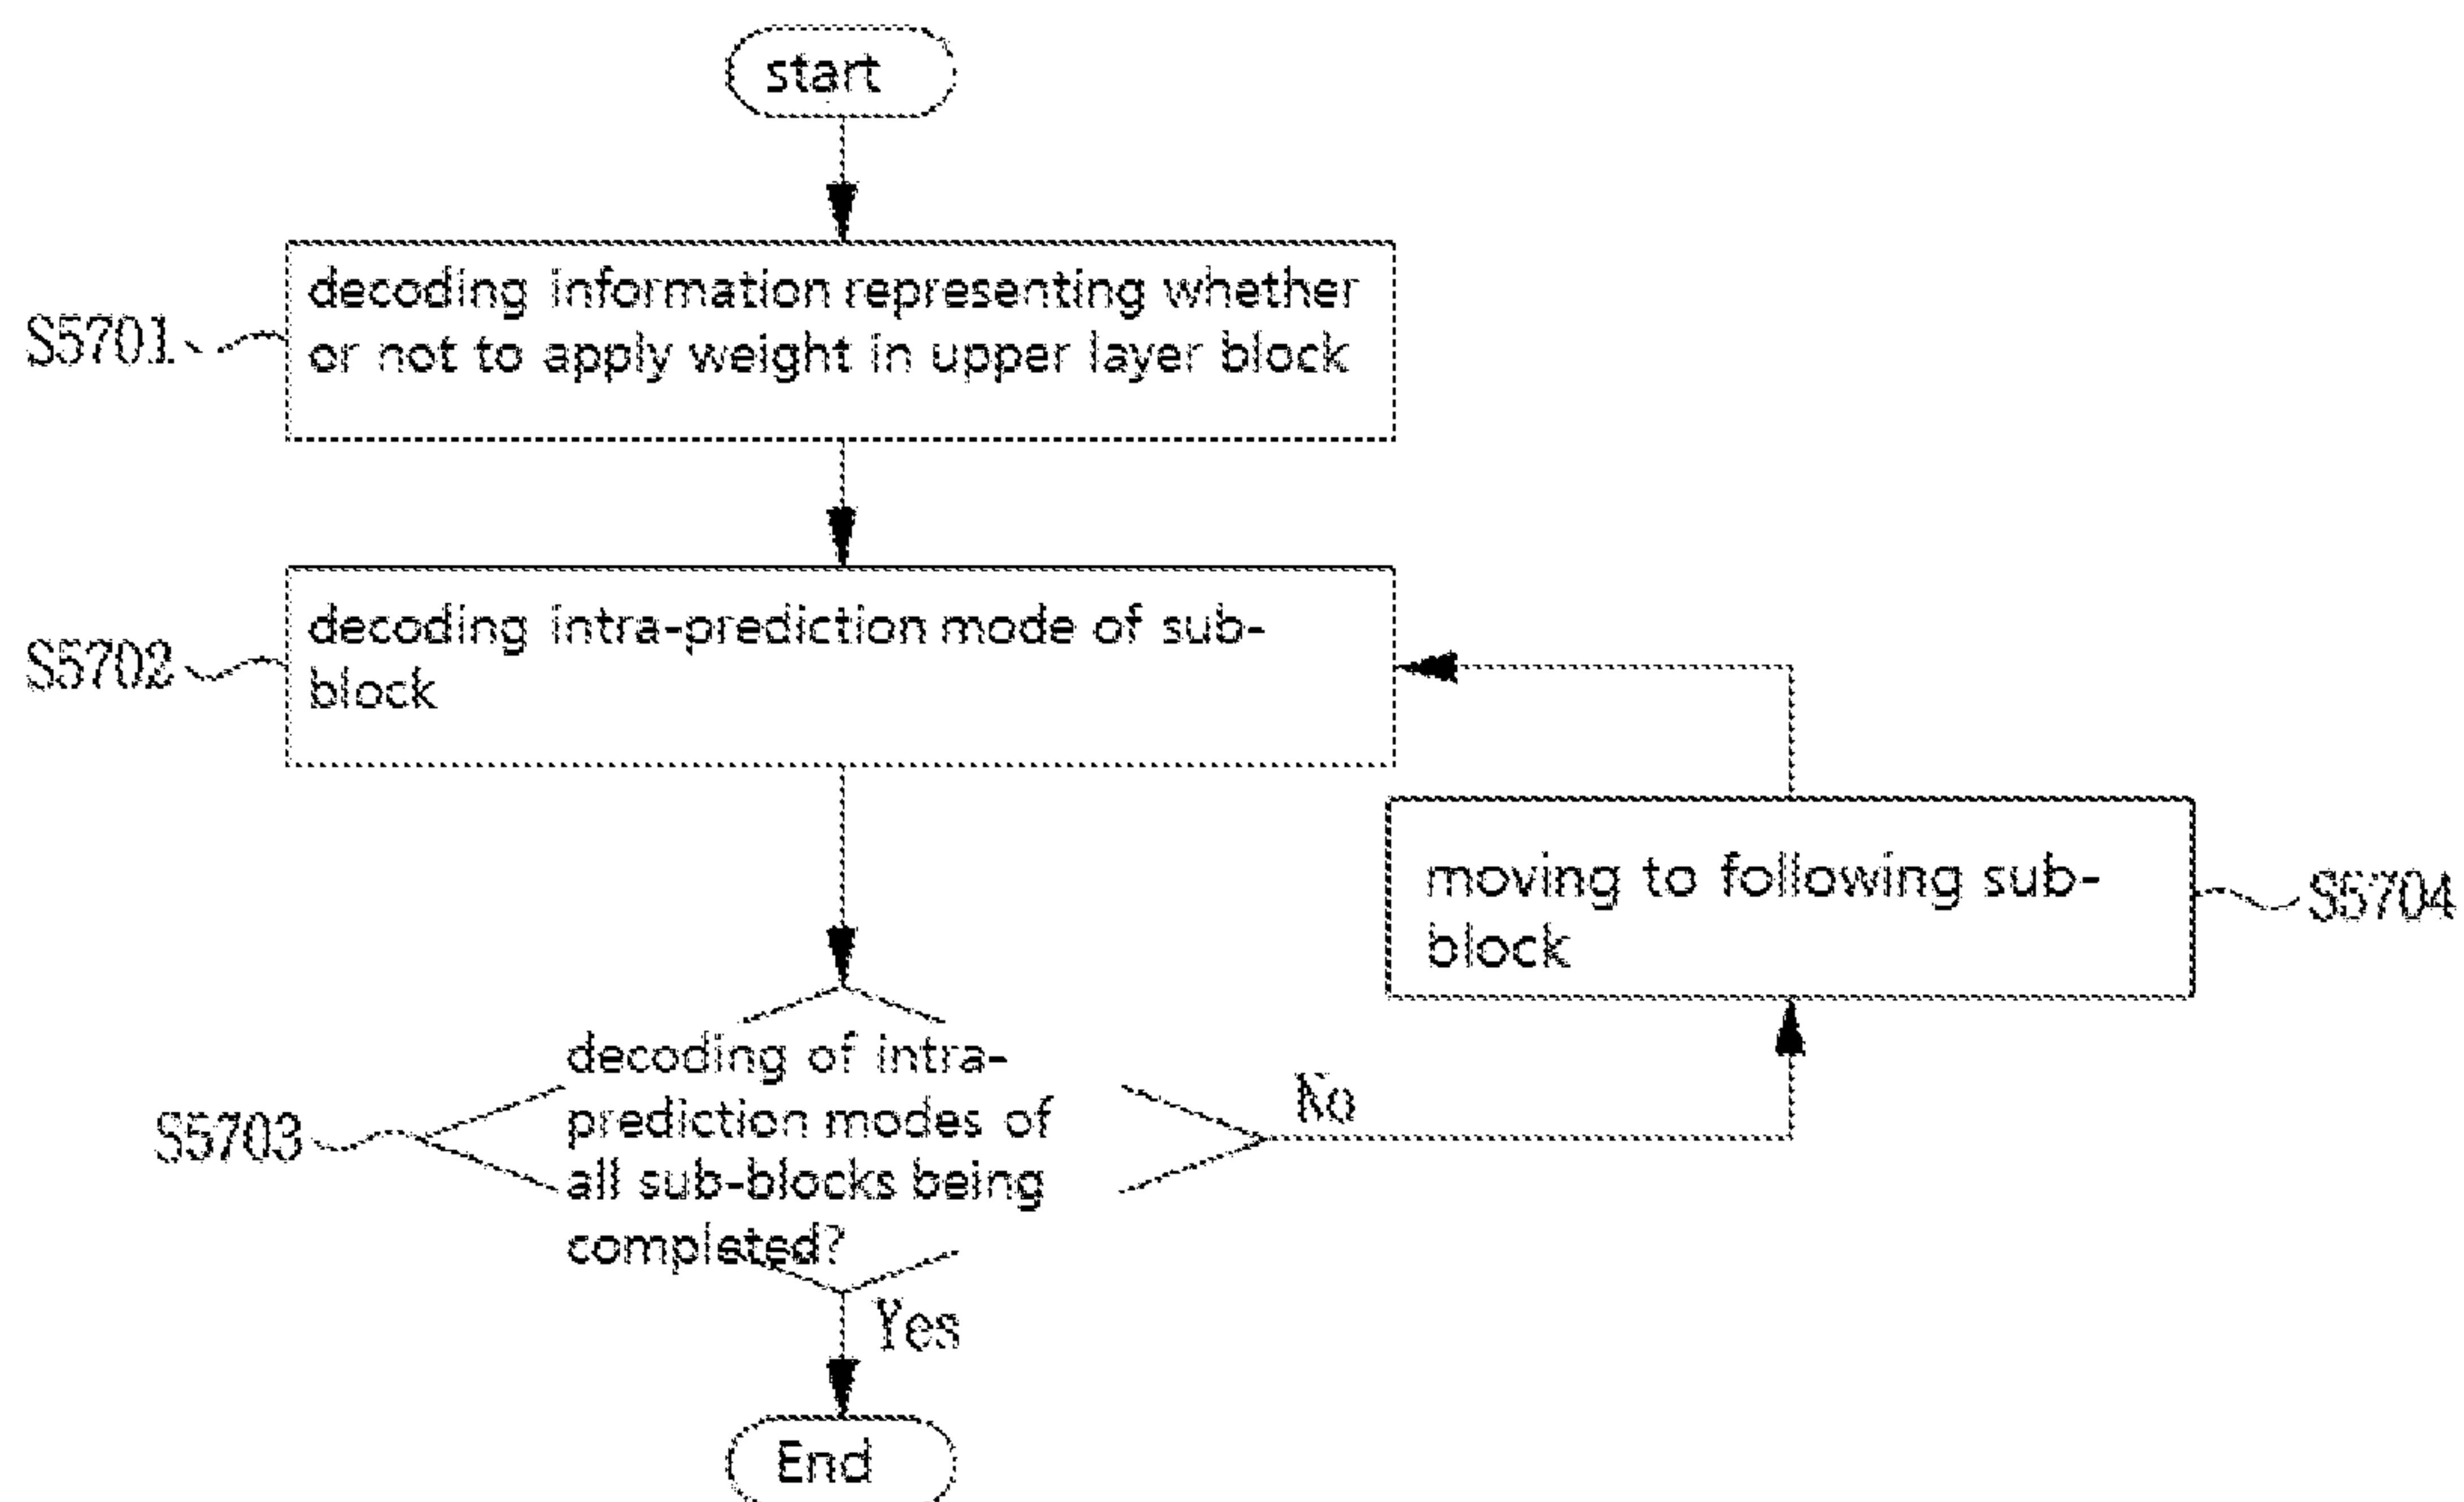 start
S5701
decoding information representing whether
or not to apply weight in upper layer block
S5702
decoding intra-prediction mode of sub-
block
moving to following sub-
block
S5704
S5703
decoding of intra-
prediction modes of
all sub-blocks being
completed?
No
Yes
End